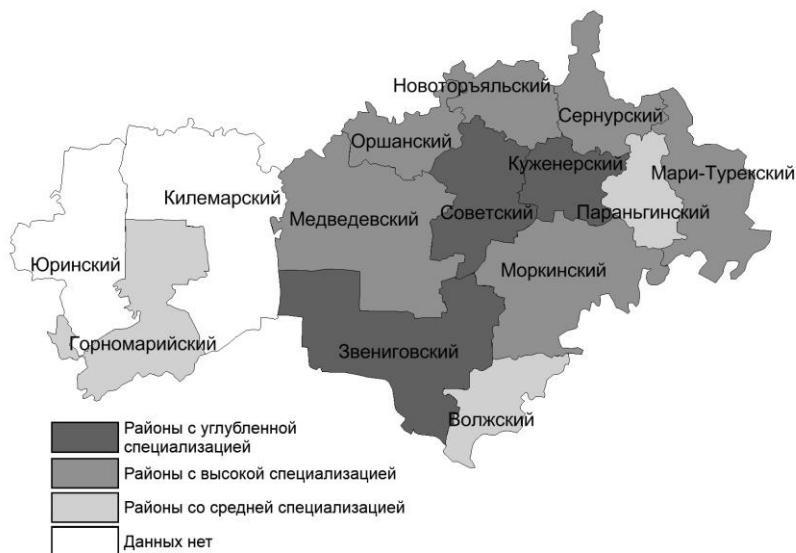 Новоторъяльский
Сернурский
Оршанский
Куженерский
Мари-Турекский
Килемарский
Медведевский
Советский
Параньгинский
Юринский
Моркинский
Горномарийский
Звениговский
Волжский
Районы с углубленной
специализацией
Районы с высокой специализацией
Районы со средней специализацией
Данных нет